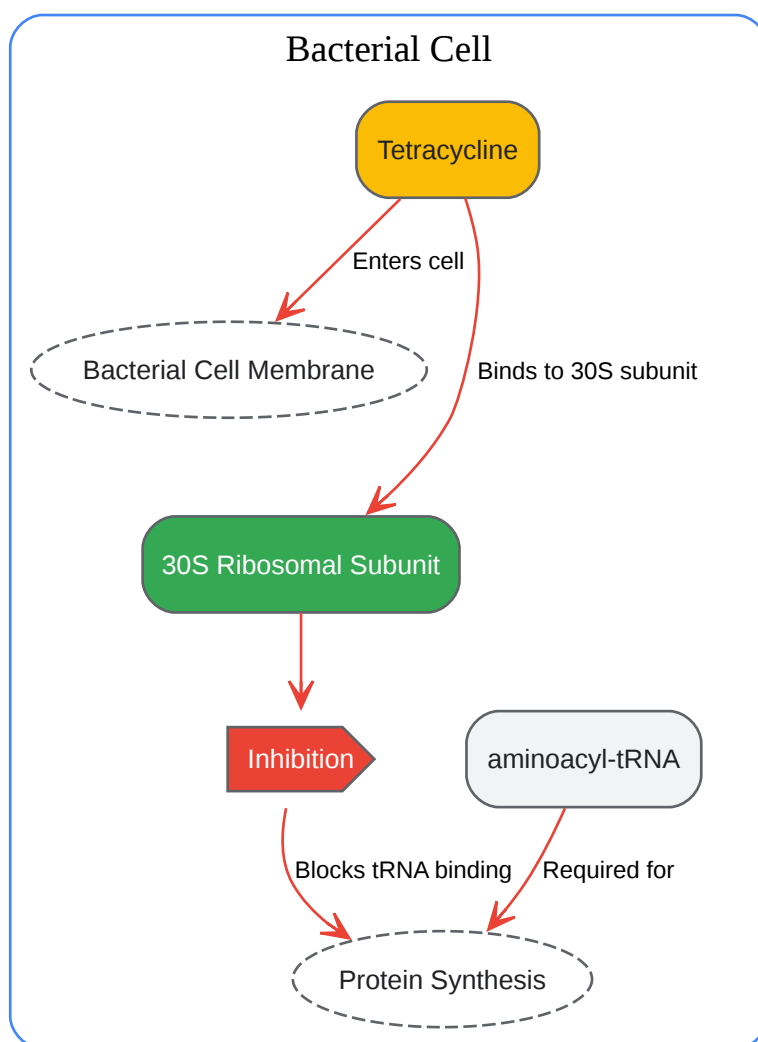 Bacterial Cell
Tetracycline
Enters cell
Bacterial Cell Membrane
Binds to 30S subunit
30S Ribosomal Subunit
Inhibition
aminoacyl-tRNA
Blocks tRNA binding
Required for
Protein Synthesis